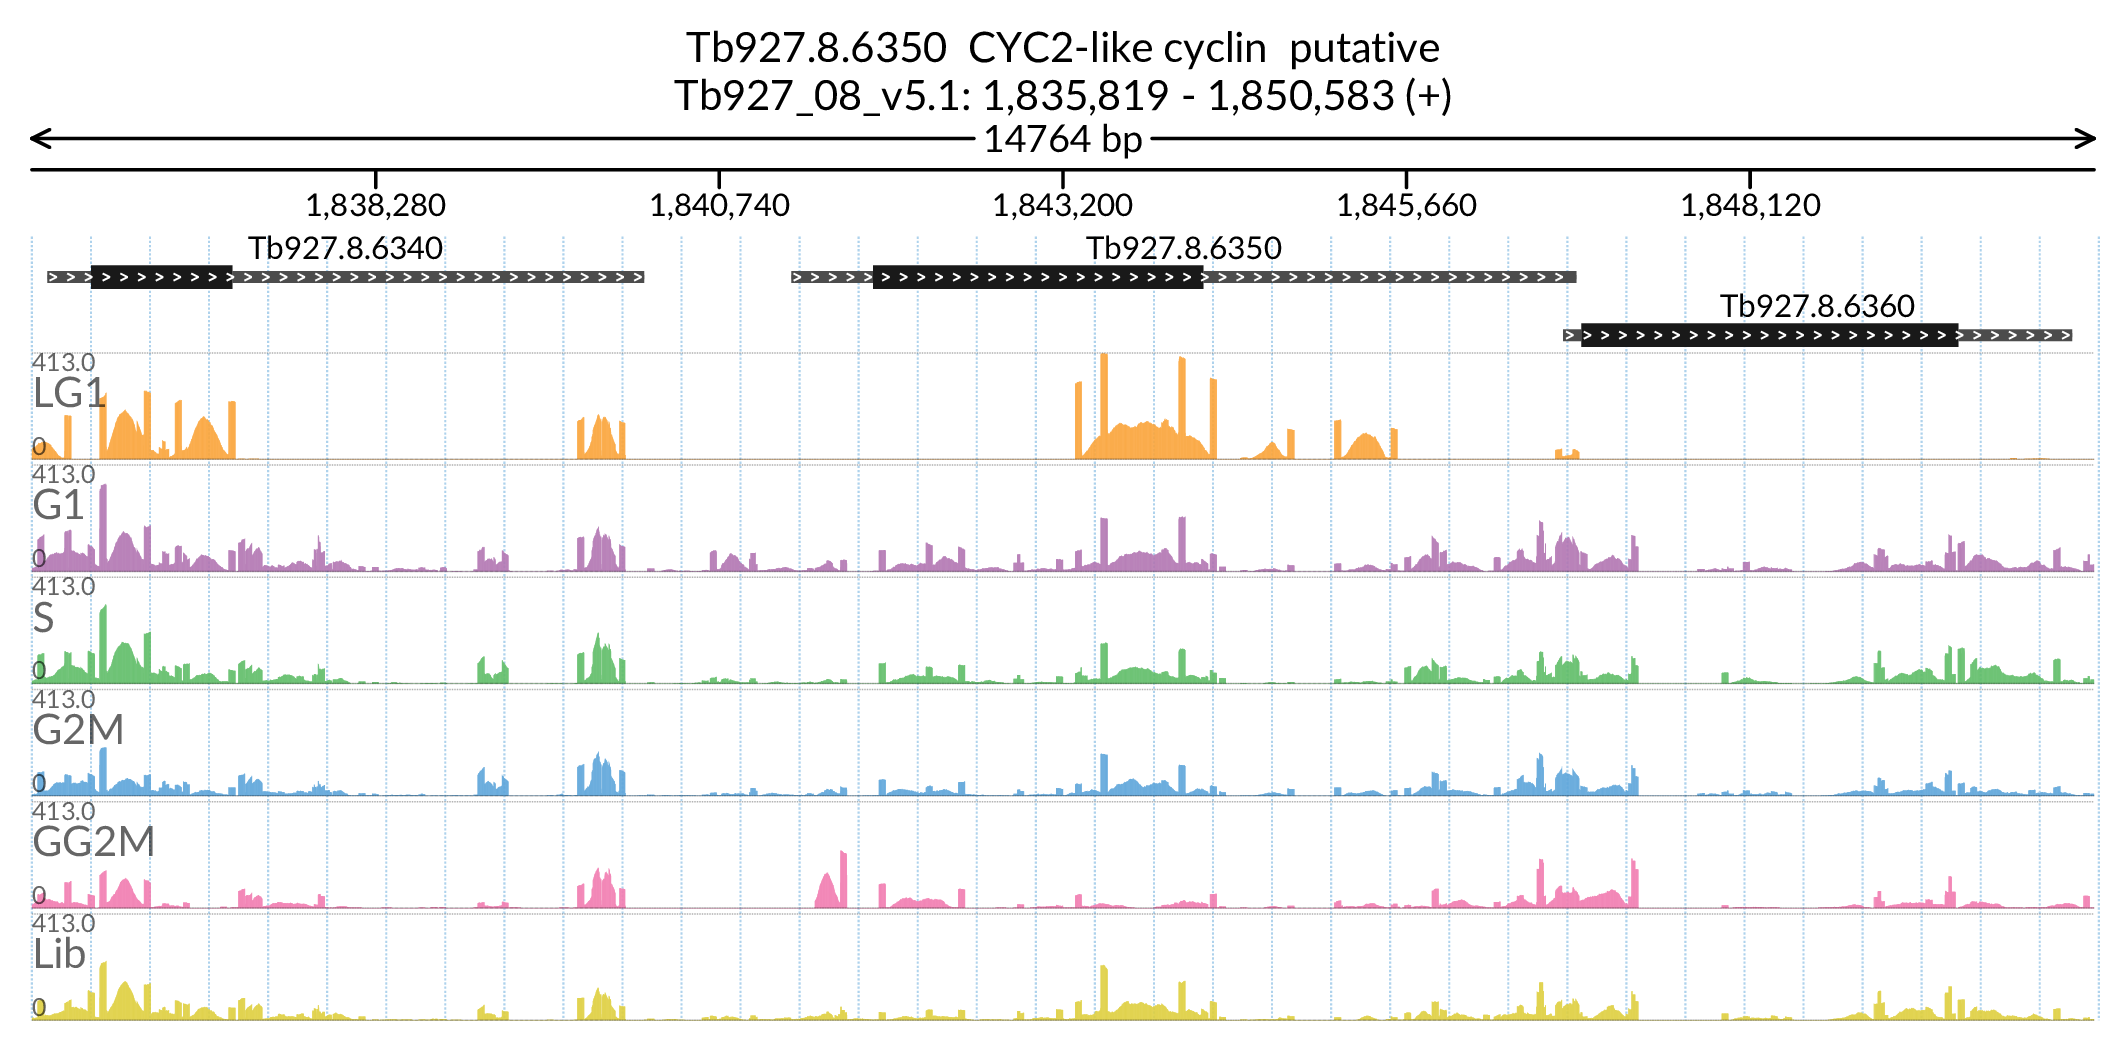 Tb927.8.6350 CYC2-like cyclin putative
Tb927_08_v5.1: 1,835,819 - 1,850,583 (+)
14764 bp
1,838,280 1,840,740 1,843,200 1,845,660 1,848,120
Tb927.8.6340 Tb927.8.6350
Tb927.8.6360
413.0
LG1
0
413.0
G1
0
413.0
S
0
413.0
G2M
0
413.0
GG2M
0
413.0
Lib
0